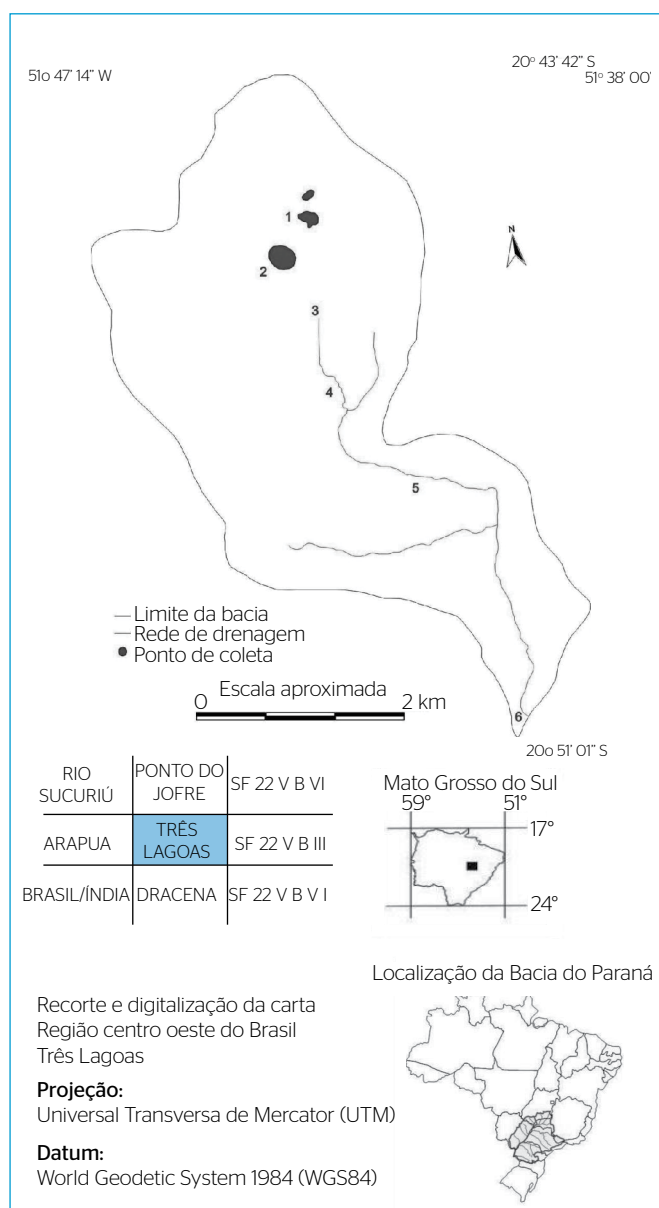 51o 47' 14" W
20º 43' 42" S
51º 38' 00'
N
1
2
3
4
5
6
Limite da bacia
Rede de drenagem
Ponto de coleta
Escala aproximada
0 2 km
20o 51' 01" S
RIO SUCURIÚ
PONTO DO JOFRE
SF 22 V B VI
ARAPUA
TRÊS LAGOAS
SF 22 V B III
BRASIL/ÍNDIA
DRACENA
SF 22 V B V I
Mato Grosso do Sul
59° 51°
17°
24°
Localização da Bacia do Paraná
Recorte e digitalização da carta
Região centro oeste do Brasil
Três Lagoas
Projeção:
Universal Transversa de Mercator (UTM)
Datum:
World Geodetic System 1984 (WGS84)